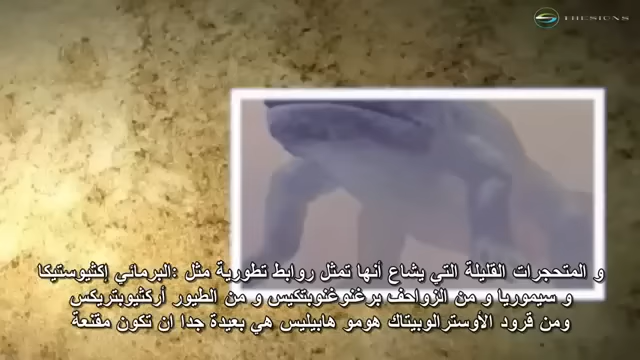 THESIGNS
و المتحجرات القليلة التي يشاع أنها تمثل روابط تطورية مثل :البرمائي إكثيوستيكا
و سيموريا و من الزواحف برغنوغنوبتكيس و من الطيور أركثيوبتريكس
ومن قرود الأوسترالوبيتاك هومو هابيليس هي بعيدة جدا ان تكون مقنعة